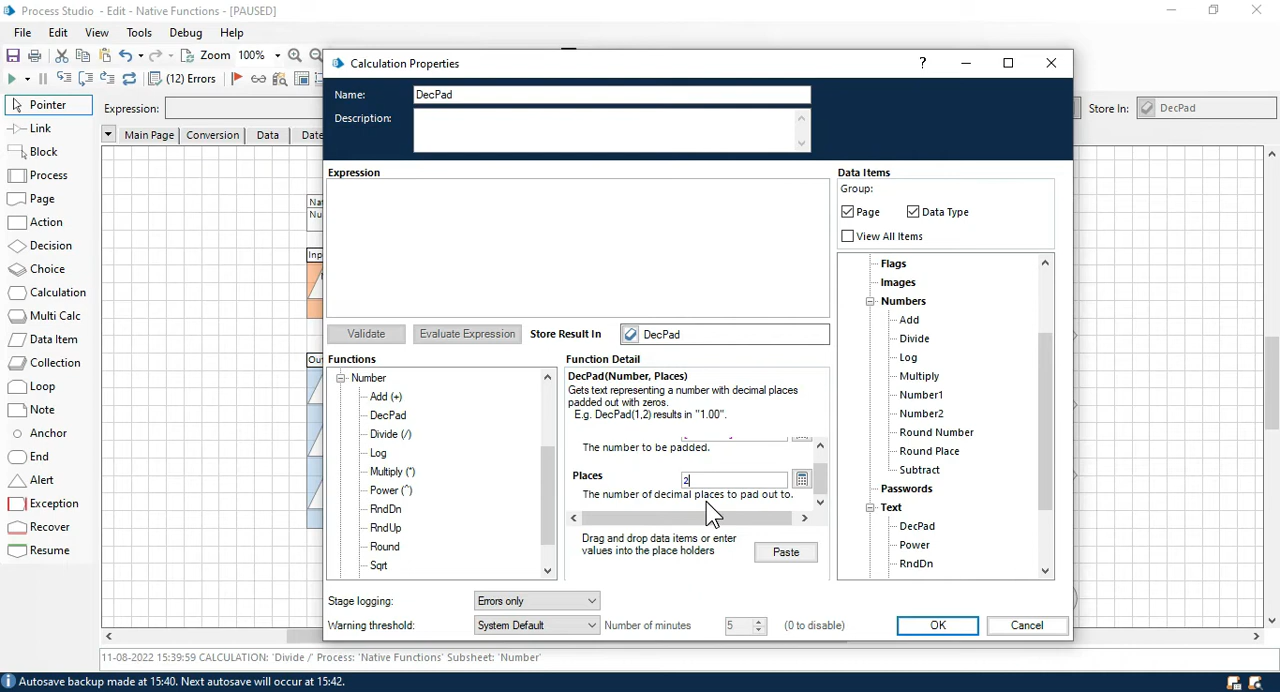 Process Studio - Edit - Native Functions - [PAUSED]
File Edit View Tools Debug Help
Zoom 100%
(12) Errors
Expression:
Store In: DecPad
Main Page Conversion Data Date
Pointer
Link
Block
Process
Page
Action
Decision
Choice
Calculation
Multi Calc
Data Item
Collection
Loop
Note
Anchor
End
Alert
Exception
Recover
Resume
Nat
Nu
Inp
Out
Calculation Properties
?
Name: DecPad
Description:
Expression
Validate Evaluate Expression Store Result In DecPad
Functions
Number
Add (+)
DecPad
Divide (/)
Log
Multiply (*)
Power (^)
RndDn
RndUp
Round
Sqrt
Function Detail
DecPad(Number, Places)
Gets text representing a number with decimal places
padded out with zeros.
E.g. DecPad(1,2) results in "1.00".
The number to be padded.
Places 2
The number of decimal places to pad out to.
Drag and drop data items or enter
values into the place holders
Paste
Data Items
Group:
Page Data Type
View All Items
Flags
Images
Numbers
Add
Divide
Log
Multiply
Number1
Number2
Round Number
Round Place
Subtract
Passwords
Text
DecPad
Power
RndDn
Stage logging: Errors only
Warning threshold: System Default Number of minutes 5 (0 to disable)
OK Cancel
11-08-2022 15:39:59 CALCULATION: 'Divide /' Process: 'Native Functions' Subsheet: 'Number'
Autosave backup made at 15:40. Next autosave will occur at 15:42.